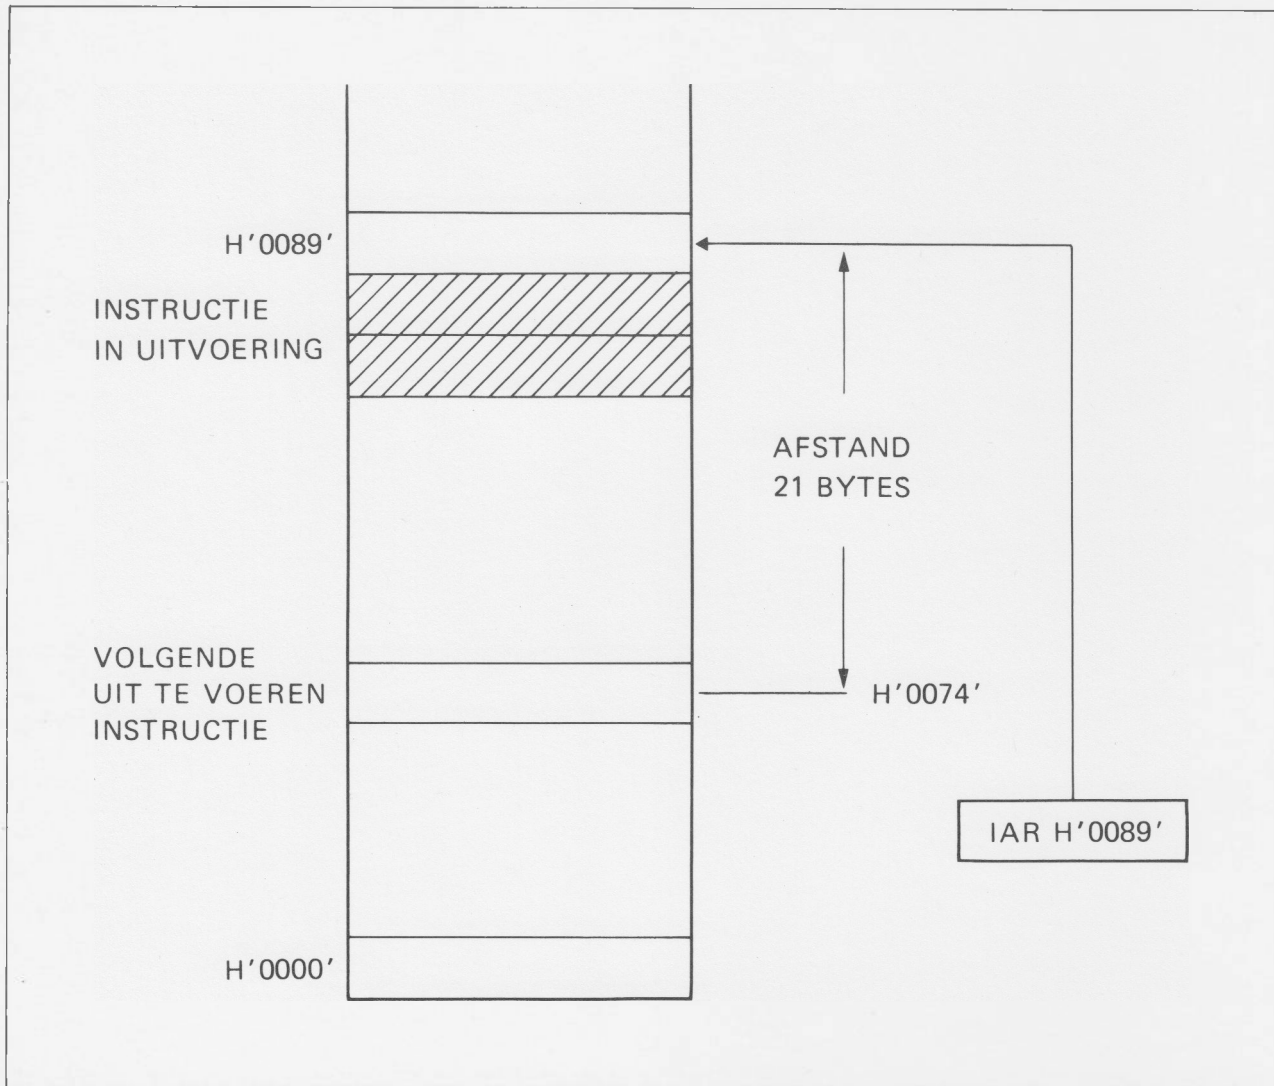 H'0089'
INSTRUCTIE
IN UITVOERING
AFSTAND
21 BYTES
VOLGENDE
UIT TE VOEREN
INSTRUCTIE
H'0074'
IAR H'0089'
H'0000'